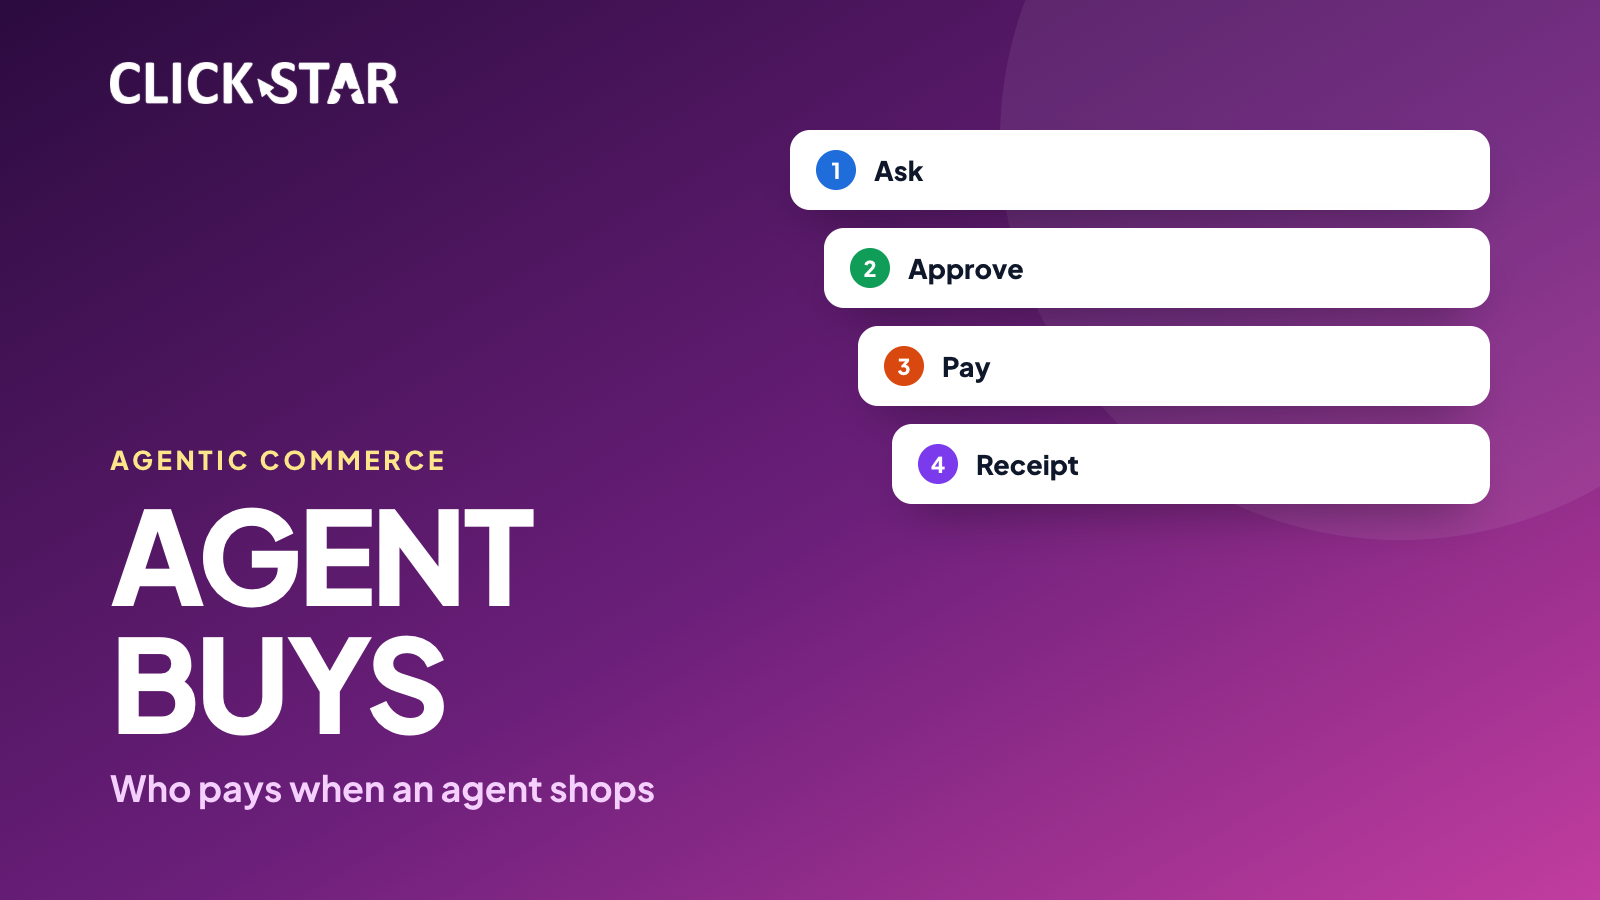 CLICKSTAR
1 Ask
2 Approve
3 Pay
4 Receipt
AGENTIC COMMERCE
AGENT
BUYS
Who pays when an agent shops